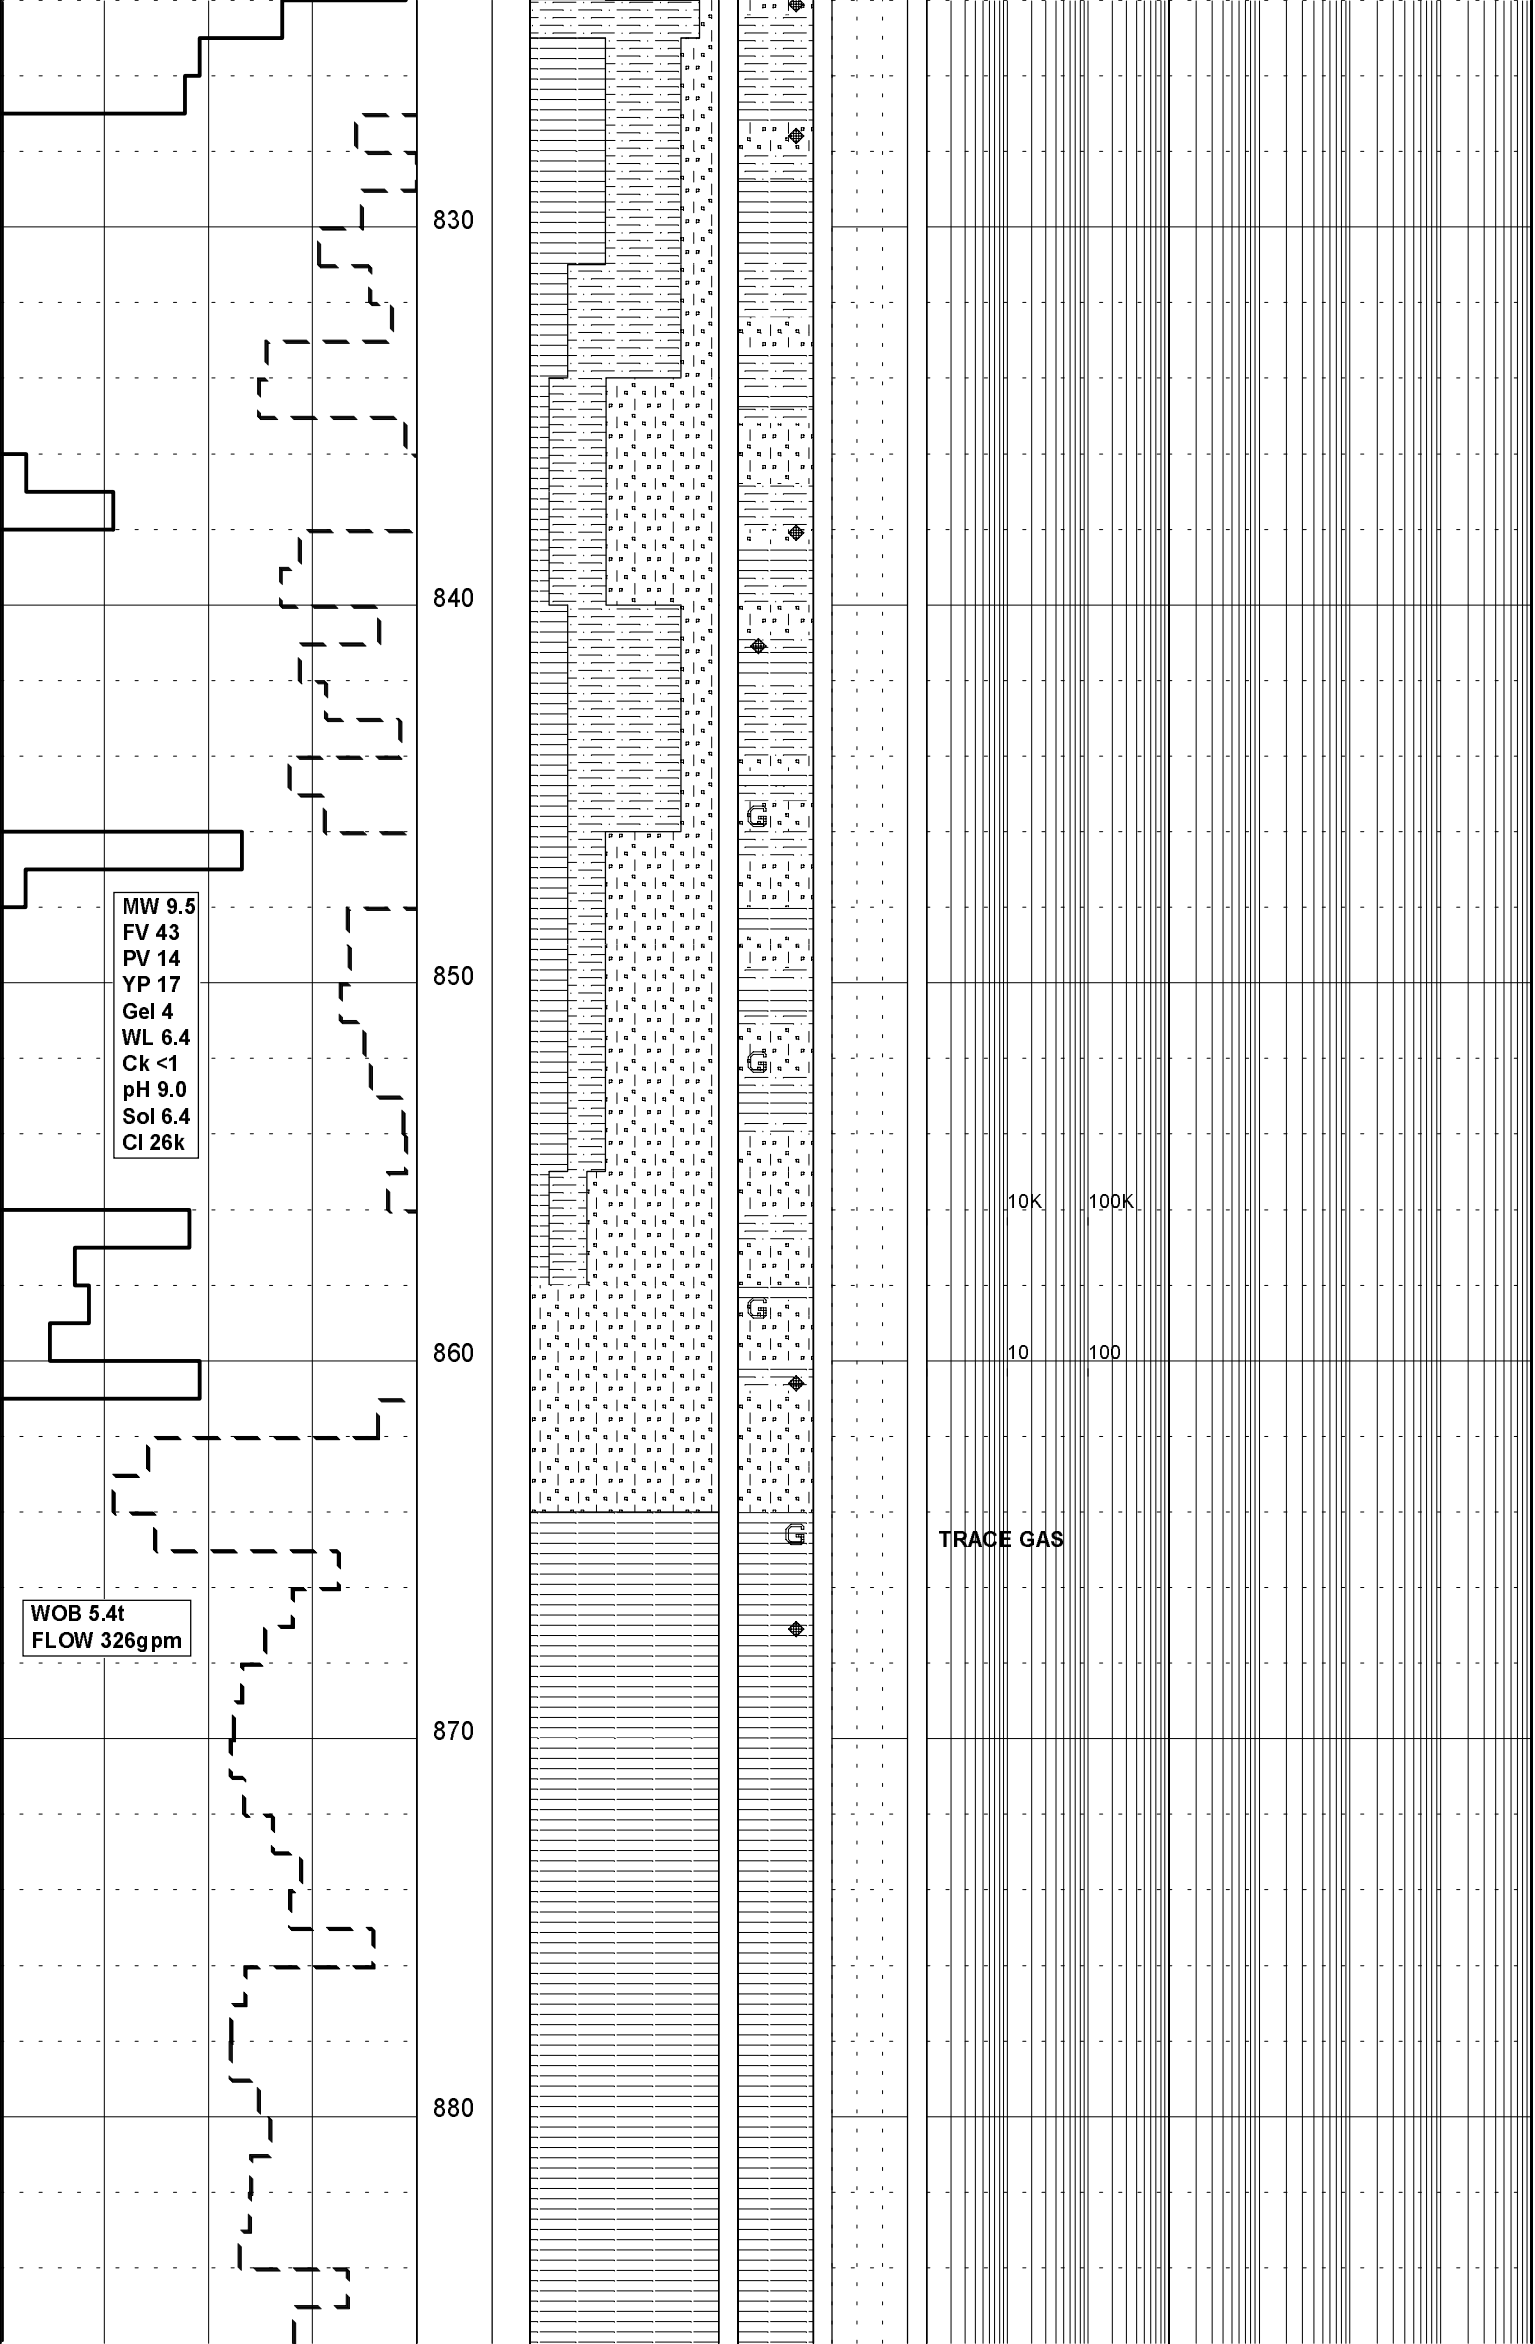 830
840
G
MW 9.5
FV 43
PV 14
YP 17
Gel 4
WL 6.4
Ck <1
pH 9.0
Sol 6.4
Cl 26k
850
G
10K 100K
G
860
10 100
G
TRACE GAS
WOB 5.4t
FLOW 326gpm
870
880